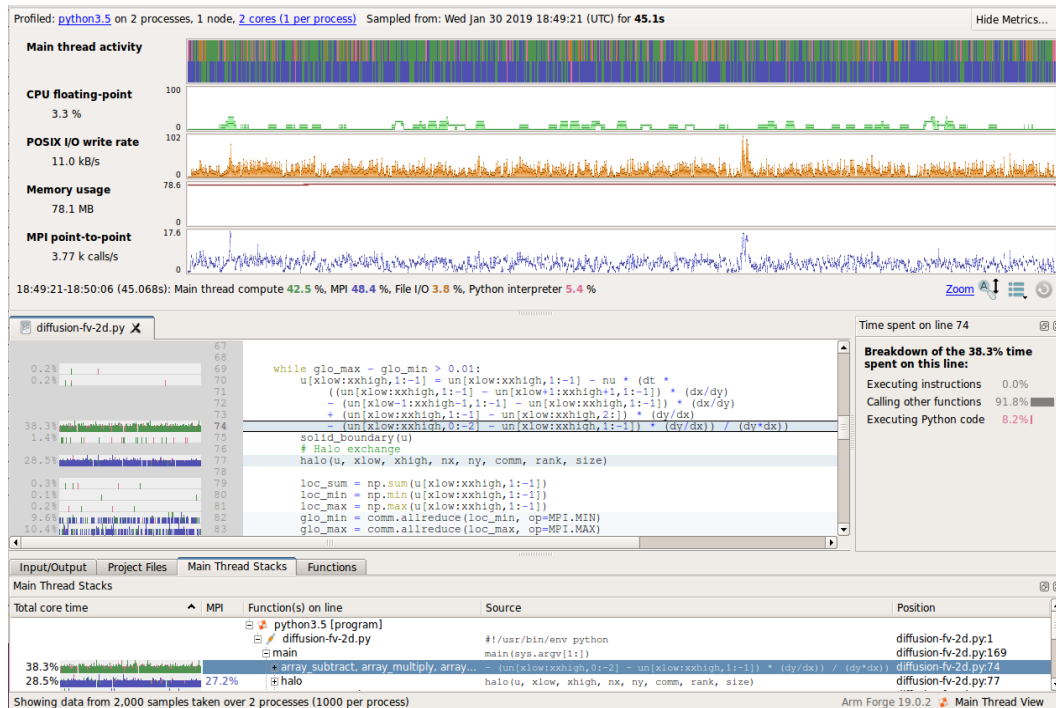 Profiled: python3.5 on 2 processes, 1 node, 2 cores (1 per process) Sampled from: Wed Jan 30 2019 18:49:21 (UTC) for 45.1s
Hide Metrics...
Main thread activity
CPU floating-point
3.3 %
100
0
POSIX I/O write rate
11.0 kB/s
102
0
Memory usage
78.1 MB
78.6
0
MPI point-to-point
3.77 k calls/s
17.6
0
18:49:21-18:50:06 (45.068s): Main thread compute 42.5 %, MPI 48.4 %, File I/O 3.8 %, Python interpreter 5.4 %
Zoom
diffusion-fv-2d.py
67
68
0.2% 69 while glo_max - glo_min > 0.01:
0.2% 70 u[xlow:xxhigh,1:-1] = un[xlow:xxhigh,1:-1] - nu * (dt *
71 ((un[xlow:xxhigh,1:-1] - un[xlow+1:xxhigh+1,1:-1]) * (dx/dy)
72 - (un[xlow-1:xxhigh-1,1:-1] - un[xlow:xxhigh,1:-1]) * (dx/dy)
73 + (un[xlow:xxhigh,1:-1] - un[xlow:xxhigh,2:]) * (dy/dx)
38.3% 74 - (un[xlow:xxhigh,0:-2] - un[xlow:xxhigh,1:-1]) * (dy/dx)) / (dy*dx))
1.4% 75 solid_boundary(u)
76 # Halo exchange
28.5% 77 halo(u, xlow, xhigh, nx, ny, comm, rank, size)
78
0.3% 79 loc_sum = np.sum(u[xlow:xxhigh,1:-1])
0.1% 80 loc_min = np.min(u[xlow:xxhigh,1:-1])
0.2% 81 loc_max = np.max(u[xlow:xxhigh,1:-1])
9.6% 82 glo_min = comm.allreduce(loc_min, op=MPI.MIN)
10.4% 83 glo_max = comm.allreduce(loc_max, op=MPI.MAX)
Time spent on line 74
Breakdown of the 38.3% time
spent on this line:
Executing instructions 0.0%
Calling other functions 91.8%
Executing Python code 8.2%
Input/Output Project Files Main Thread Stacks Functions
Main Thread Stacks
Total core time MPI Function(s) on line Source Position
python3.5 [program]
diffusion-fv-2d.py #!/usr/bin/env python diffusion-fv-2d.py:1
main main(sys.argv[1:]) diffusion-fv-2d.py:169
38.3% array_subtract, array_multiply, array... - (un[xlow:xxhigh,0:-2] - un[xlow:xxhigh,1:-1]) * (dy/dx)) / (dy*dx)) diffusion-fv-2d.py:74
28.5% 27.2% halo halo(u, xlow, xhigh, nx, ny, comm, rank, size) diffusion-fv-2d.py:77
Showing data from 2,000 samples taken over 2 processes (1000 per process)
Arm Forge 19.0.2 Main Thread View